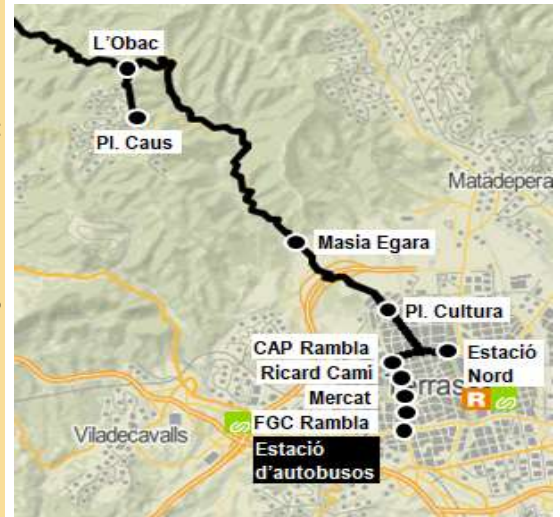 L'Obac
Pl. Caus
Matadepera
Masia Egara
Pl. Cultura
CAP Rambla
Estació
Nord
Ricard Camí
Mercat
R
FGC Rambla
Viladecavalls
Estació
d'autobusos